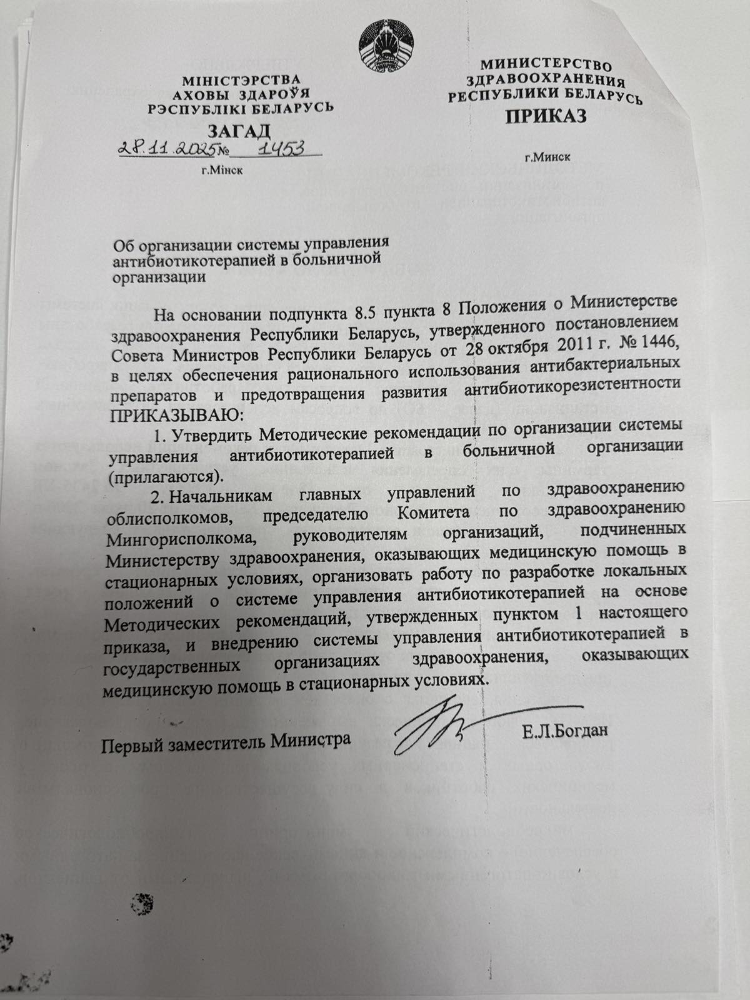 МІНІСТЭРСТВА
АХОВЫ ЗДАРОЎЯ
РЭСПУБЛІКІ БЕЛАРУСЬ
ЗАГАД
28.11.2025 № 1453
г.Мінск
МИНИСТЕРСТВО
ЗДРАВООХРАНЕНИЯ
РЕСПУБЛИКИ БЕЛАРУСЬ
ПРИКАЗ
г.Минск
Об организации системы управления
антибиотикотерапией в больничной
организации
На основании подпункта 8.5 пункта 8 Положения о Министерстве
здравоохранения Республики Беларусь, утвержденного постановлением
Совета Министров Республики Беларусь от 28 октября 2011 г. № 1446,
в целях обеспечения рационального использования антибактериальных
препаратов и предотвращения развития антибиотикорезистентности
ПРИКАЗЫВАЮ:
1. Утвердить Методические рекомендации по организации системы
управления антибиотикотерапией в больничной организации
(прилагаются).
2. Начальникам главных управлений по здравоохранению
облисполкомов, председателю Комитета по здравоохранению
Мингорисполкома, руководителям организаций, подчиненных
Министерству здравоохранения, оказывающих медицинскую помощь в
стационарных условиях, организовать работу по разработке локальных
положений о системе управления антибиотикотерапией на основе
Методических рекомендаций, утвержденных пунктом 1 настоящего
приказа, и внедрению системы управления антибиотикотерапией в
государственных организациях здравоохранения, оказывающих
медицинскую помощь в стационарных условиях.
Первый заместитель Министра
Е.Л.Богдан